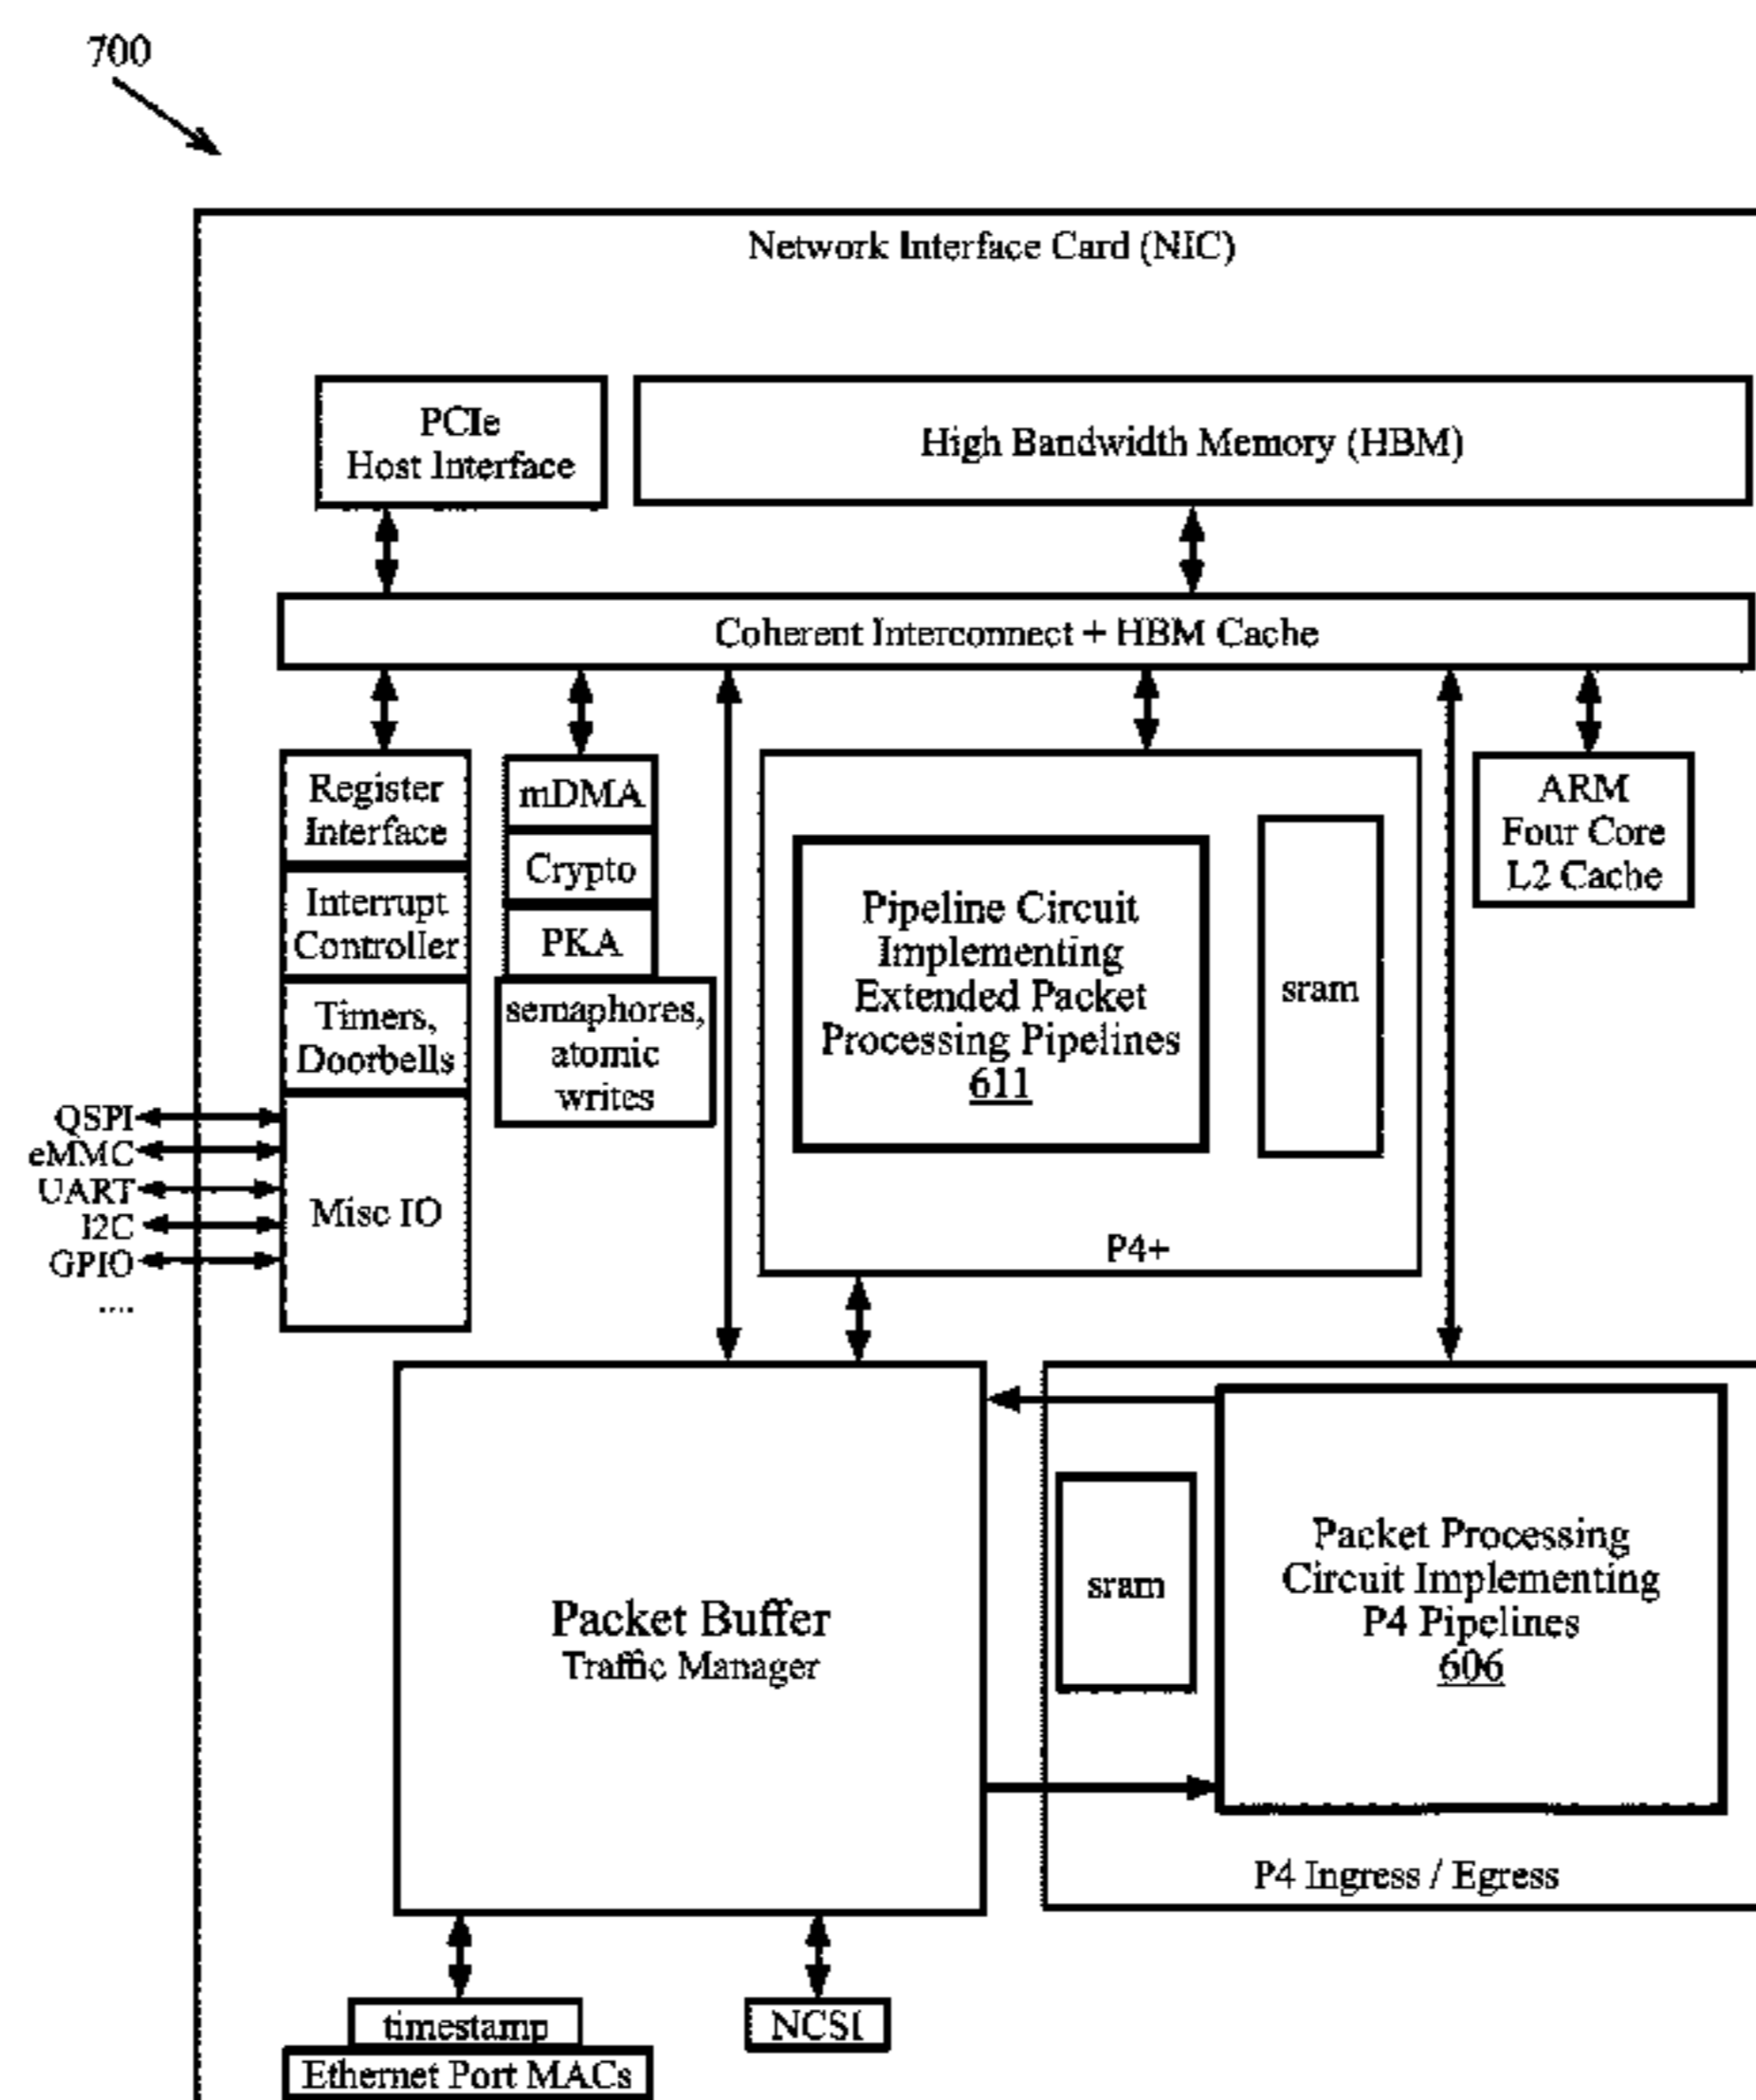 700
Network Interface Card (NIC)
PCIe
Host Interface
High Bandwidth Memory (HBM)
Coherent Interconnect + HBM Cache
Register
Interface
Interrupt
Controller
Timers,
Doorbells
Misc IO
mDMA
Crypto
PKA
semaphores,
atomic
writes
Pipeline Circuit
Implementing
Extended Packet
Processing Pipelines
611
sram
P4+
ARM
Four Core
L2 Cache
QSPI
eMMC
UART
I2C
GPIO
....
Packet Buffer
Traffic Manager
sram
Packet Processing
Circuit Implementing
P4 Pipelines
606
P4 Ingress / Egress
timestamp
Ethernet Port MACs
NCSI